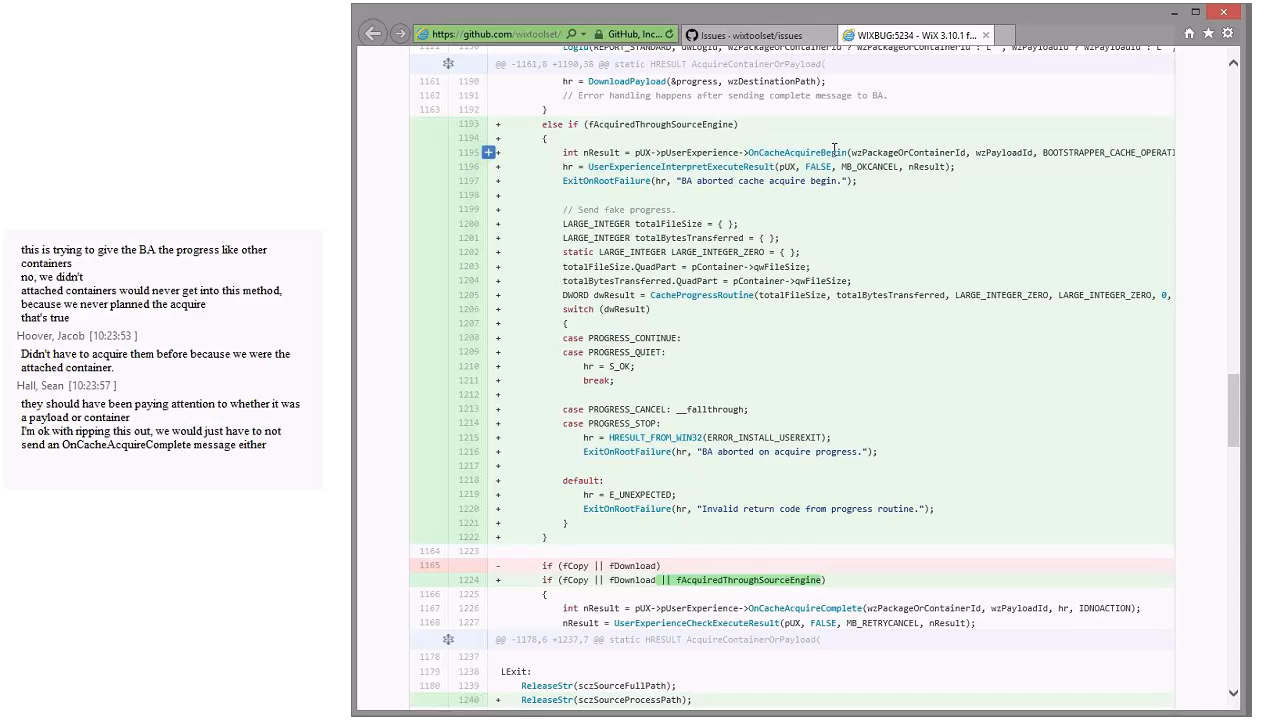 this is trying to give the BA the progress like other
containers
no, we didn't
attached containers would never get into this method,
because we never planned the acquire
that's true
Hoover, Jacob [10:23:53 ]
Didn't have to acquire them before because we were the
attached container.
Hall, Sean [10:23:57 ]
they should have been paying attention to whether it was
a payload or container
I'm ok with ripping this out, we would just have to not
send an OnCacheAcquireComplete message either
https://github.com/wixtoolset/ GitHub, Inc... Issues - wixtoolset/issues WIXBUG:5234 - WiX 3.10.1 f...
@@ -1161,8 +1190,38 @@ static HRESULT AcquireContainerOrPayload(
1161 1190 hr = DownloadPayload(&progress, wzDestinationPath);
1162 1191 // Error handling happens after sending complete message to BA.
1163 1192 }
1193 + else if (fAcquiredThroughSourceEngine)
1194 + {
1195 + int nResult = pUX->pUserExperience->OnCacheAcquireBegin(wzPackageOrContainerId, wzPayloadId, BOOTSTRAPPER_CACHE_OPERATI
1196 + hr = UserExperienceInterpretExecuteResult(pUX, FALSE, MB_OKCANCEL, nResult);
1197 + ExitOnRootFailure(hr, "BA aborted cache acquire begin.");
1198 +
1199 + // Send fake progress.
1200 + LARGE_INTEGER totalFileSize = { };
1201 + LARGE_INTEGER totalBytesTransferred = { };
1202 + static LARGE_INTEGER LARGE_INTEGER_ZERO = { };
1203 + totalFileSize.QuadPart = pContainer->qwFileSize;
1204 + totalBytesTransferred.QuadPart = pContainer->qwFileSize;
1205 + DWORD dwResult = CacheProgressRoutine(totalFileSize, totalBytesTransferred, LARGE_INTEGER_ZERO, LARGE_INTEGER_ZERO, 0,
1206 + switch (dwResult)
1207 + {
1208 + case PROGRESS_CONTINUE:
1209 + case PROGRESS_QUIET:
1210 + hr = S_OK;
1211 + break;
1212 +
1213 + case PROGRESS_CANCEL: __fallthrough;
1214 + case PROGRESS_STOP:
1215 + hr = HRESULT_FROM_WIN32(ERROR_INSTALL_USEREXIT);
1216 + ExitOnRootFailure(hr, "BA aborted on acquire progress.");
1217 +
1218 + default:
1219 + hr = E_UNEXPECTED;
1220 + ExitOnRootFailure(hr, "Invalid return code from progress routine.");
1221 + }
1222 + }
1164 1223
1165 - if (fCopy || fDownload)
1224 + if (fCopy || fDownload || fAcquiredThroughSourceEngine)
1166 1225 {
1167 1226 int nResult = pUX->pUserExperience->OnCacheAcquireComplete(wzPackageOrContainerId, wzPayloadId, hr, IDNOACTION);
1168 1227 nResult = UserExperienceCheckExecuteResult(pUX, FALSE, MB_RETRYCANCEL, nResult);
@@ -1178,6 +1237,7 @@ static HRESULT AcquireContainerOrPayload(
1178 1237
1179 1238 LExit:
1180 1239 ReleaseStr(sczSourceFullPath);
1240 + ReleaseStr(sczSourceProcessPath);